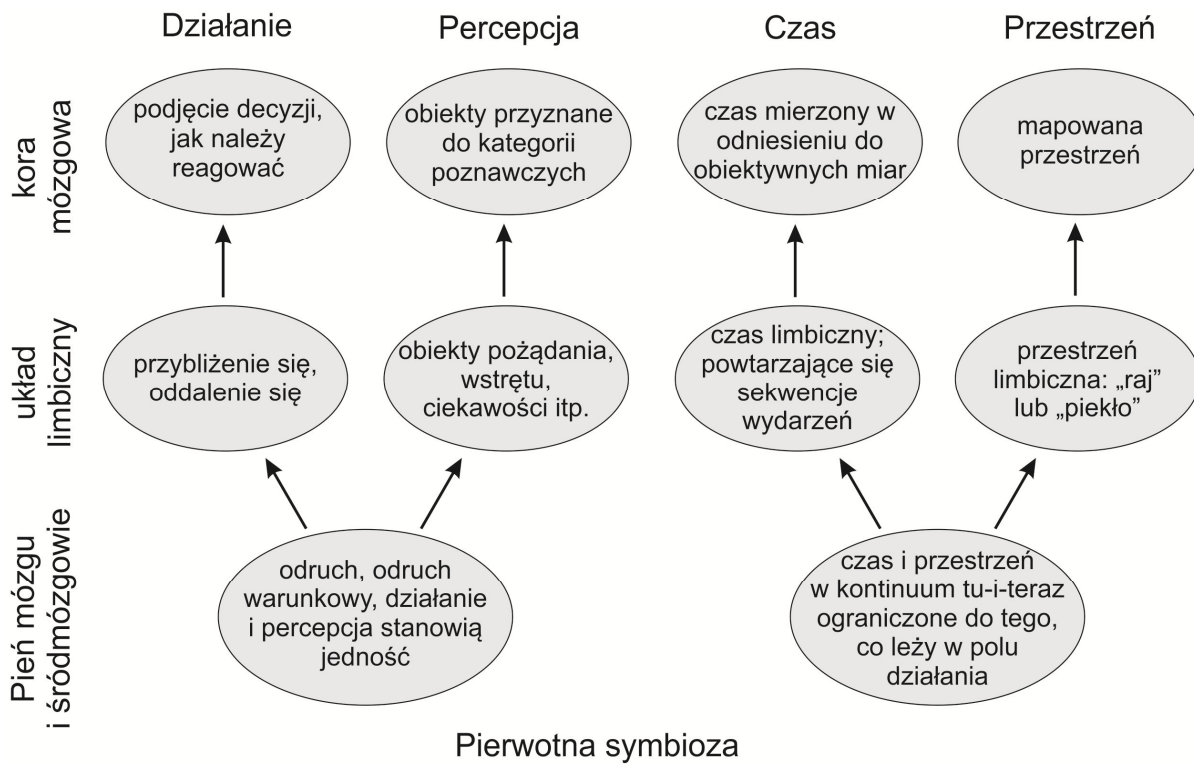 Działanie
Percepcja
Czas
Przestrzeń
kora
mózgowa
podjęcie decyzji,
jak należy
reagować
obiekty przyznane
do kategorii
poznawczych
czas mierzony w
odniesieniu do
obiektywnych miar
mapowana
przestrzeń
układ
limbiczny
przybliżenie się,
oddalenie się
obiekty pożądania,
wstrętu,
ciekawości itp.
czas limbiczny;
powtarzające się
sekwencje
wydarzeń
przestrzeń
limbiczna: „raj”
lub „piekło”
Pień mózgu
i śródmózgowie
odruch, odruch
warunkowy, działanie
i percepcja stanowią
jedność
czas i przestrzeń
w kontinuum tu-i-teraz
ograniczone do tego,
co leży w polu
działania
Pierwotna symbioza